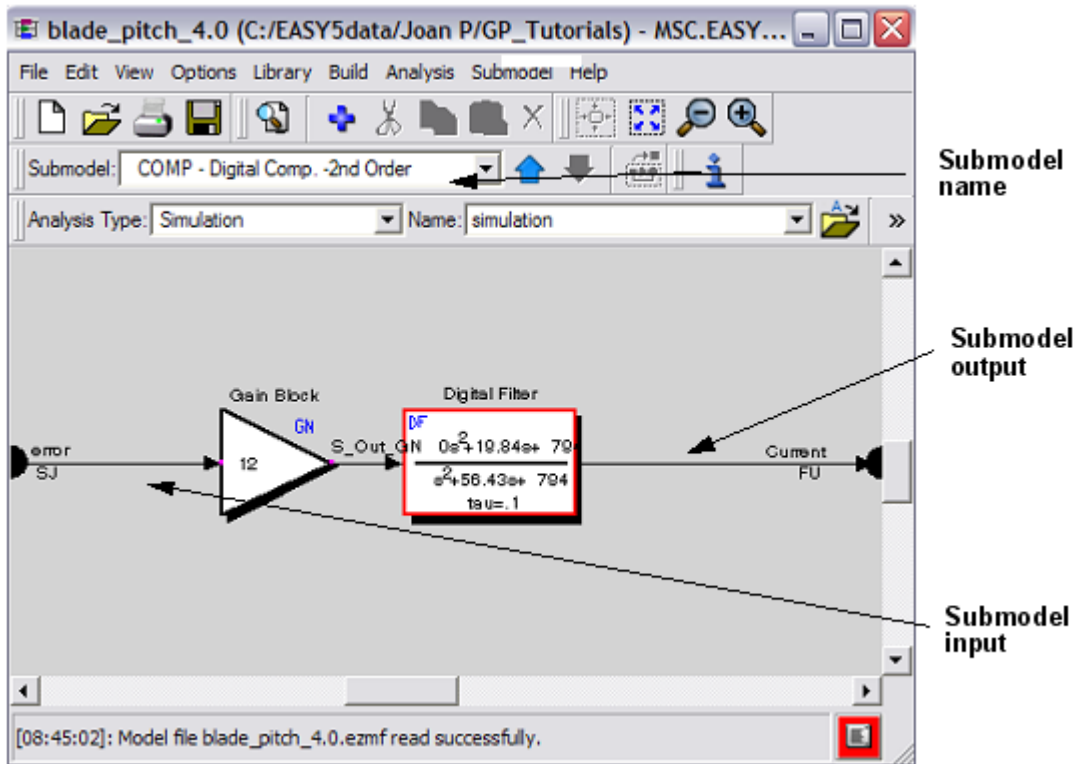 blade_pitch_4.0 (C:/EASY5data/Joan P/GP_Tutorials) - MSC.EASY...
File Edit View Options Library Build Analysis Submodel Help
Submodel: COMP - Digital Comp. -2nd Order
Submodel
name
Analysis Type: Simulation Name: simulation
Submodel
output
Gain Block
Digital Filter
GN
DF
error
SJ
12
S_Out_GN
0s2+19.84s+ 79
s2+56.43s+ 794
tau=.1
Current
FU
Submodel
input
[08:45:02]: Model file blade_pitch_4.0.ezmf read successfully.